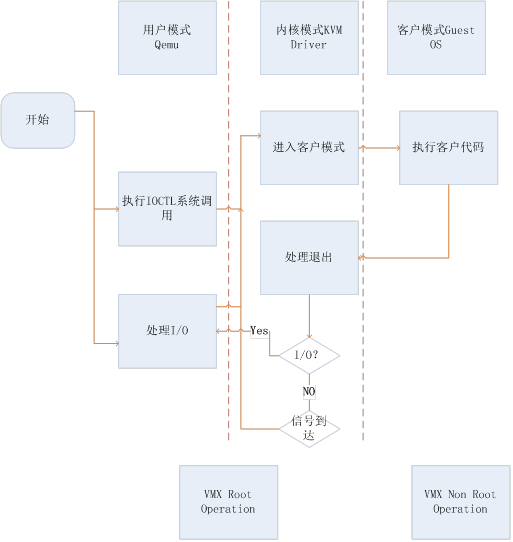 用户模式
Qemu
内核模式KVM
Driver
客户模式Guest
OS
开始
进入客户模式
执行客户代码
执行IOCTL系统调
用
处理退出
处理I/O
Yes
I/O?
NO
信号到
达
VMX Root
Operation
VMX Non Root
Operation